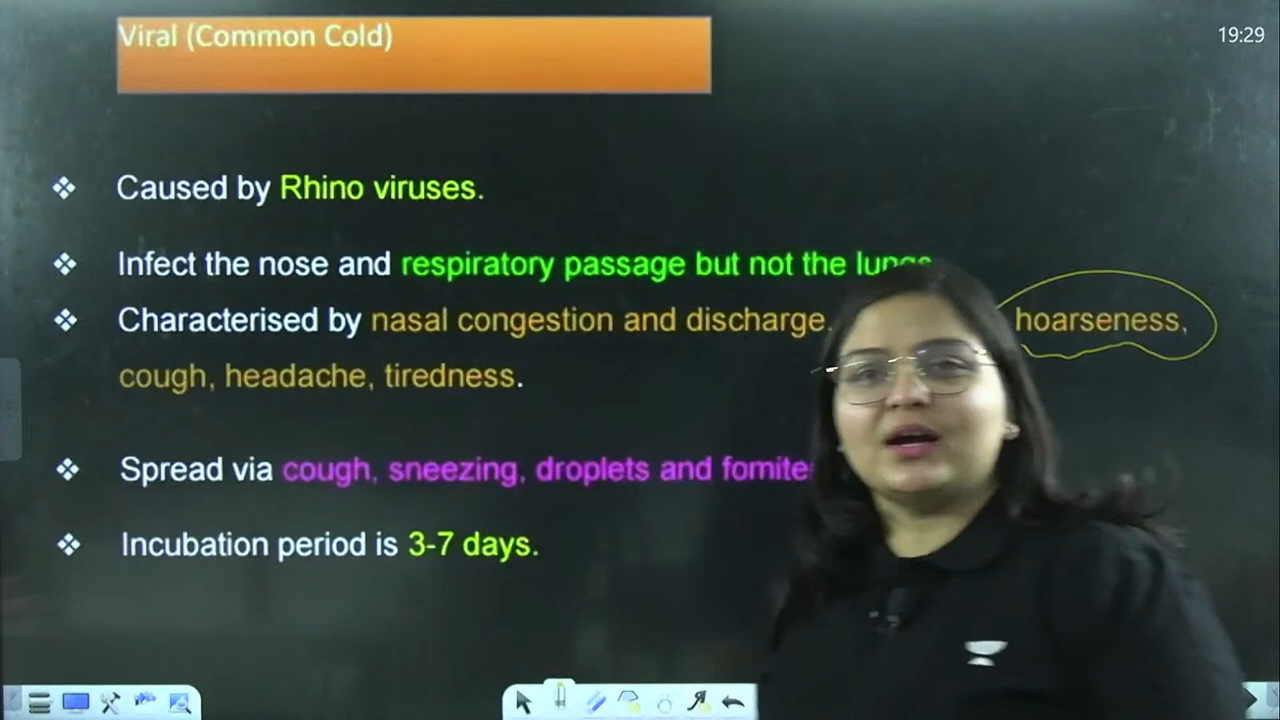 Viral (Common Cold)
19:29
❖ Caused by Rhino viruses.
❖ Infect the nose and respiratory passage but not the lungs
❖ Characterised by nasal congestion and discharge, hoarseness,
cough, headache, tiredness.
❖ Spread via cough, sneezing, droplets and fomites
❖ Incubation period is 3-7 days.